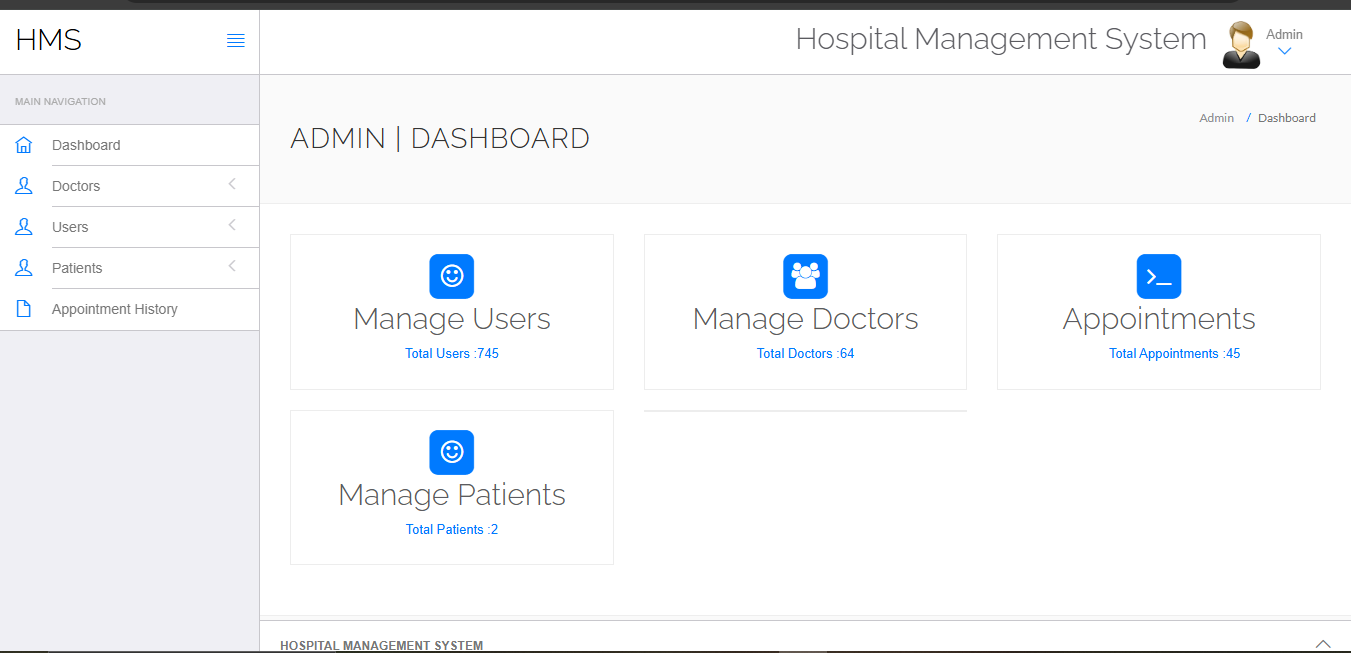 HMS
Hospital Management System
Admin
MAIN NAVIGATION
Dashboard
Doctors
Users
Patients
Appointment History
ADMIN | DASHBOARD
Admin / Dashboard
Manage Users
Total Users :745
Manage Doctors
Total Doctors :64
Appointments
Total Appointments :45
Manage Patients
Total Patients :2
HOSPITAL MANAGEMENT SYSTEM